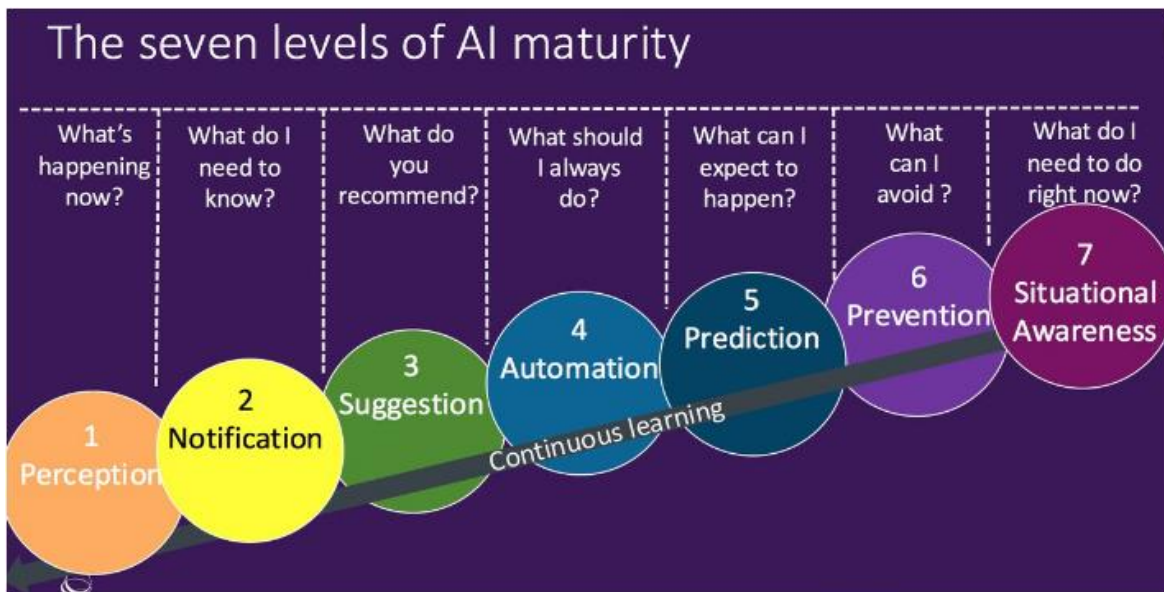 The seven levels of AI maturity
What's
happening
now?
What do I
need to
know?
What do
you
recommend?
What should
I always
do?
What can I
expect to
happen?
What
can I
avoid ?
What do I
need to do
right now?
1
Perception
2
Notification
3
Suggestion
4
Automation
5
Prediction
6
Prevention
7
Situational
Awareness
Continuous learning